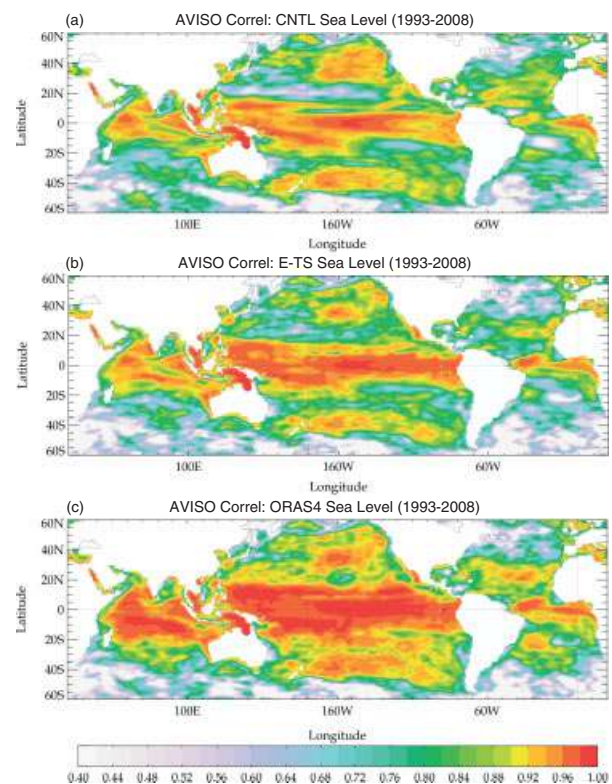 (a) AVISO Correl: CNTL Sea Level (1993-2008)
60N
40N
20N
0
20S
40S
60S
Latitude
100E 160W 60W
Longitude
(b) AVISO Correl: E-TS Sea Level (1993-2008)
60N
40N
20N
0
20S
40S
60S
Latitude
100E 160W 60W
Longitude
(c) AVISO Correl: ORAS4 Sea Level (1993-2008)
60N
40N
20N
0
20S
40S
60S
Latitude
100E 160W 60W
Longitude
0.40 0.44 0.48 0.52 0.56 0.60 0.64 0.68 0.72 0.76 0.80 0.84 0.88 0.92 0.96 1.00